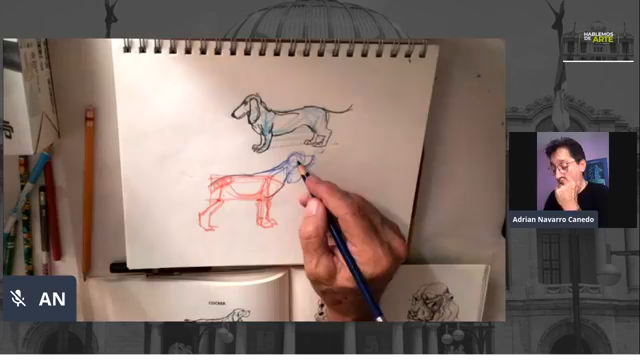 HABLEMOS
DE ARTE
Adrian Navarro Canedo
AN
COCKER